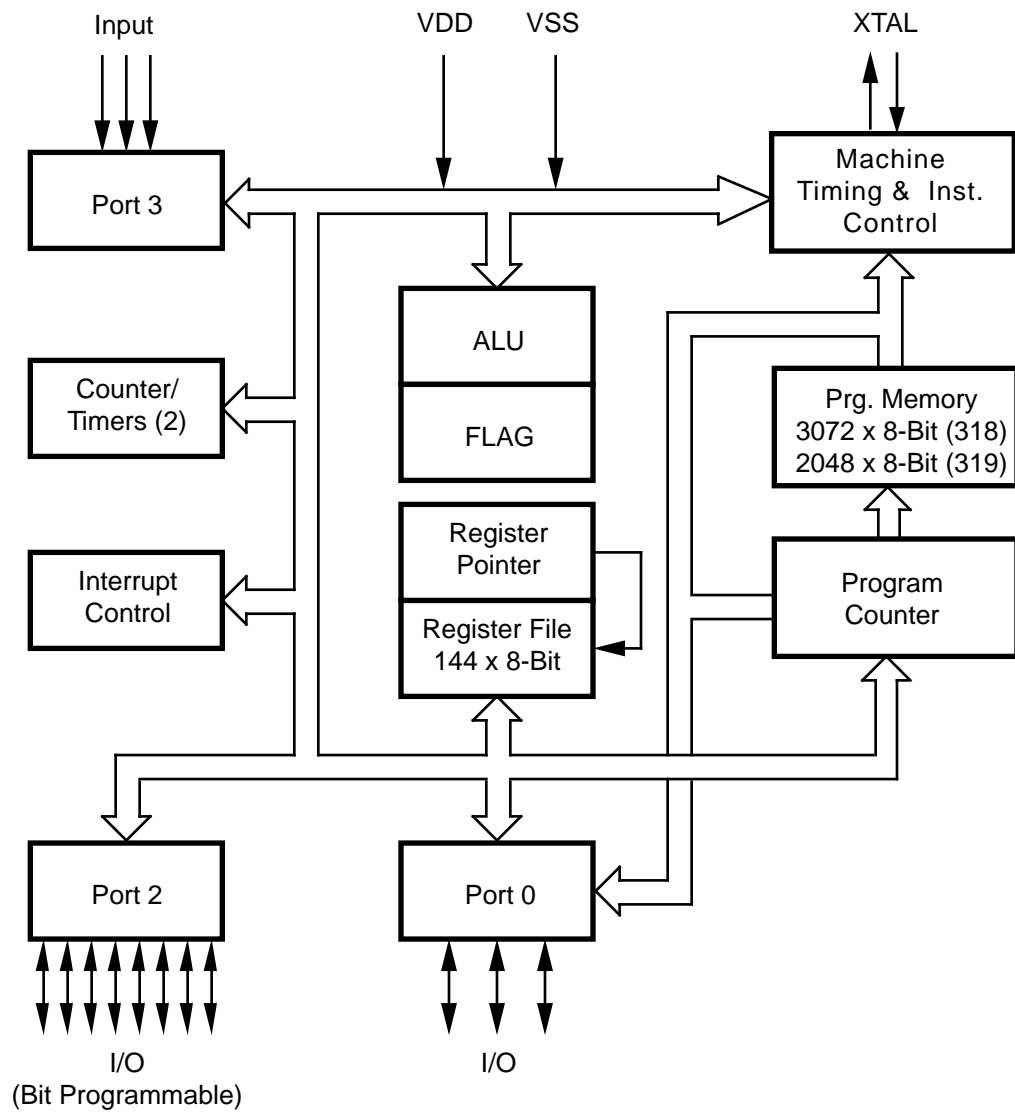 Input
VDD
VSS
XTAL
Port 3
Machine
Timing & Inst.
Control
ALU
FLAG
Counter/
Timers (2)
Prg. Memory
3072 x 8-Bit (318)
2048 x 8-Bit (319)
Register
Pointer
Interrupt
Control
Program
Counter
Register File
144 x 8-Bit
Port 2
Port 0
I/O
(Bit Programmable)
I/O